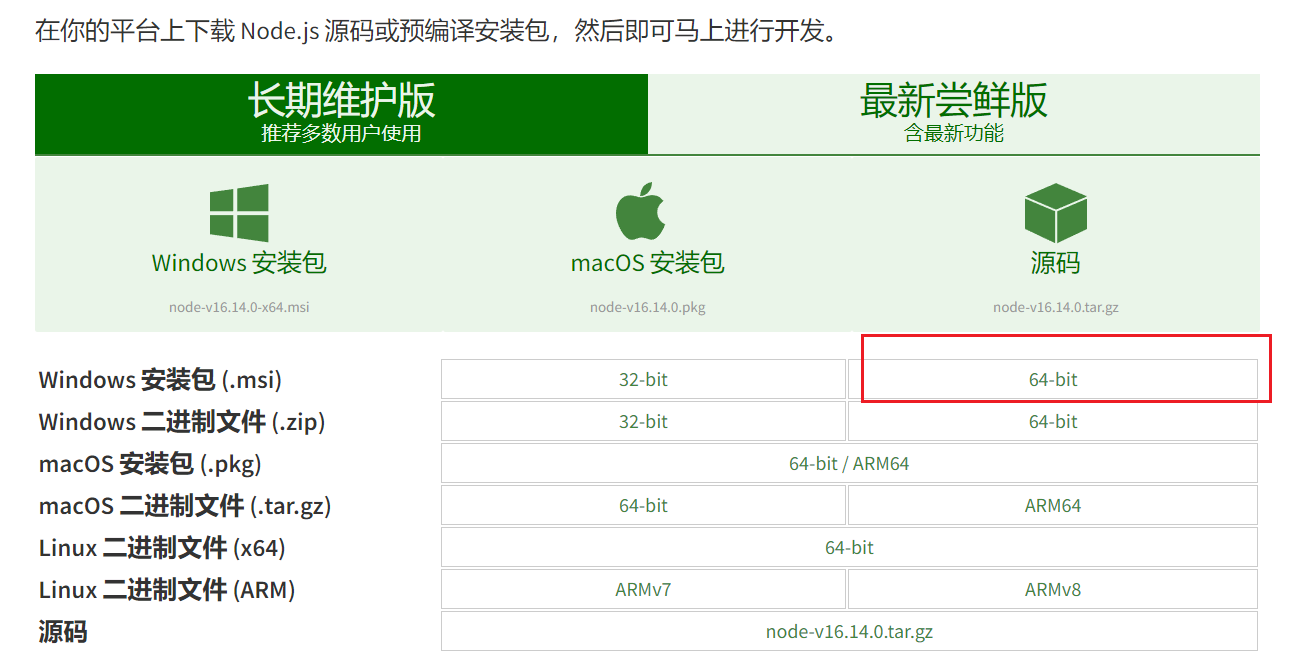 在你的平台上下载 Node.js 源码或预编译安装包，然后即可马上进行开发。
长期维护版
推荐多数用户使用
最新尝鲜版
含最新功能
Windows 安装包
node-v16.14.0-x64.msi
macOS 安装包
node-v16.14.0.pkg
源码
node-v16.14.0.tar.gz
Windows 安装包 (.msi) 32-bit 64-bit
Windows 二进制文件 (.zip) 32-bit 64-bit
macOS 安装包 (.pkg) 64-bit / ARM64
macOS 二进制文件 (.tar.gz) 64-bit ARM64
Linux 二进制文件 (x64) 64-bit
Linux 二进制文件 (ARM) ARMv7 ARMv8
源码 node-v16.14.0.tar.gz